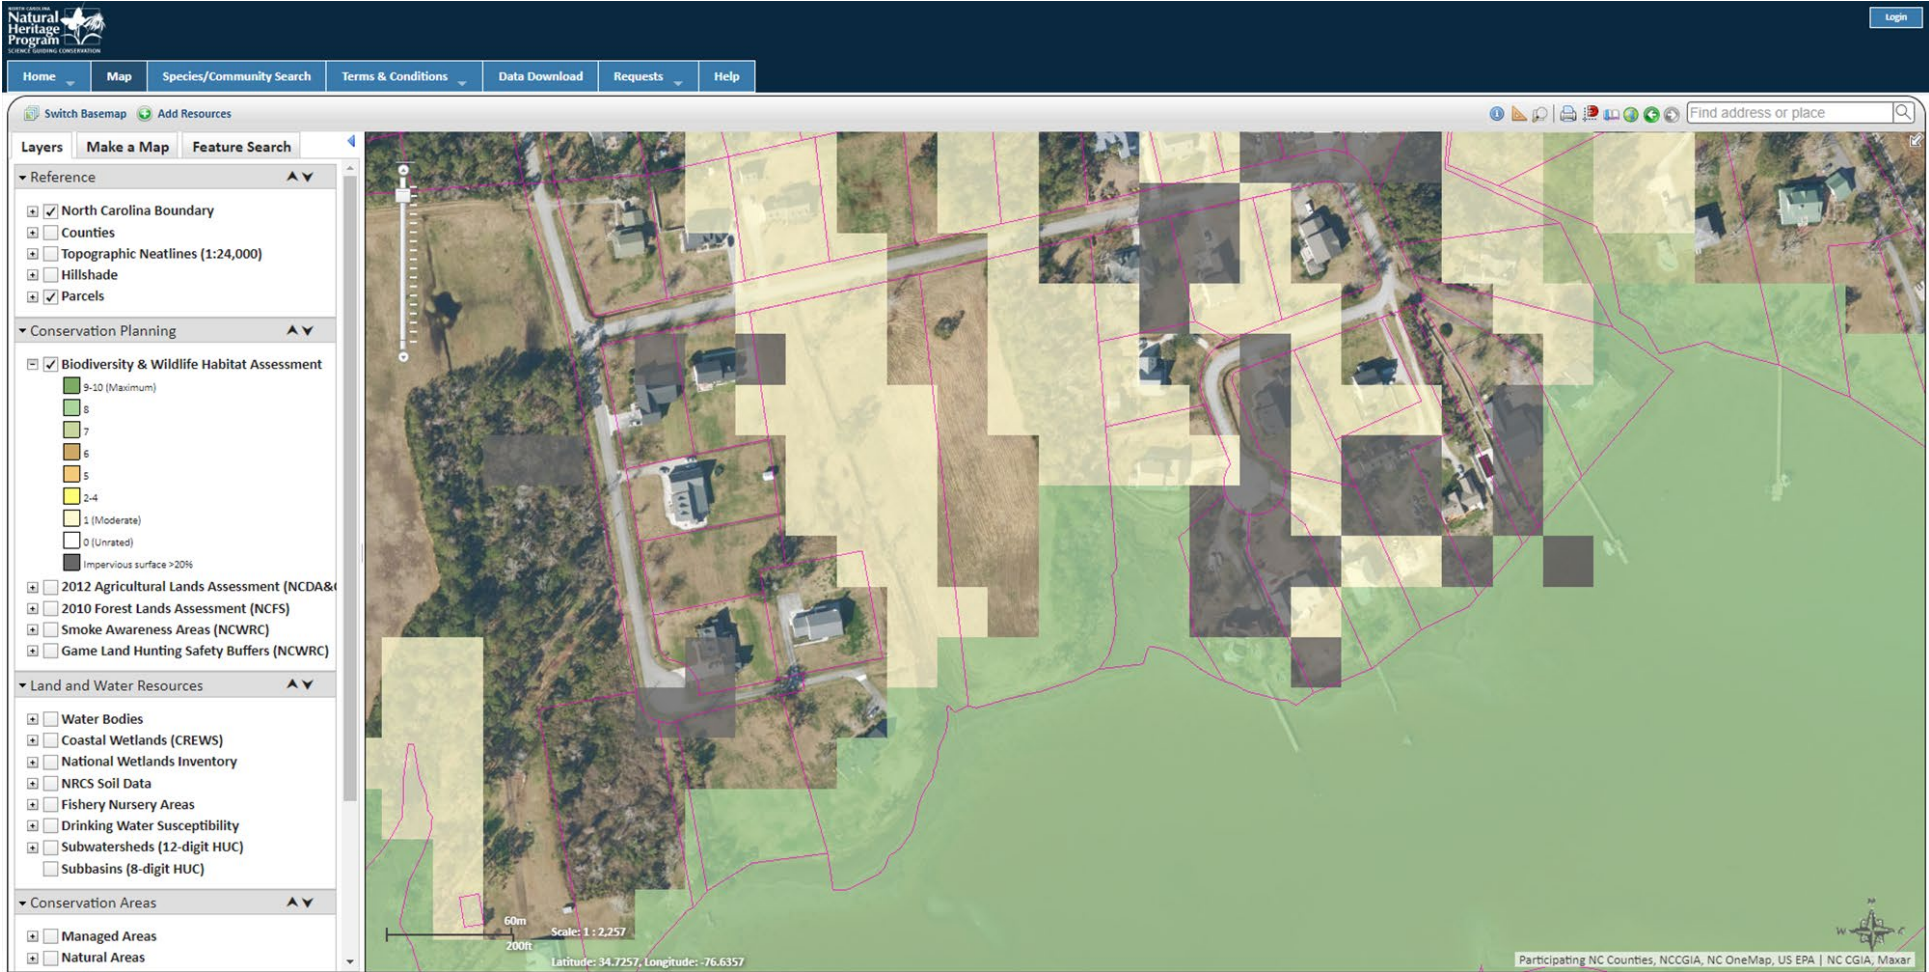 NORTH CAROLINA
Natural
Heritage
Program
SCIENCE GUIDING CONSERVATION
Login
Home
Map
Species/Community Search
Terms & Conditions
Data Download
Requests
Help
Switch Basemap
Add Resources
Find address or place
Layers
Make a Map
Feature Search
Reference
North Carolina Boundary
Counties
Topographic Neatlines (1:24,000)
Hillshade
Parcels
Conservation Planning
Biodiversity & Wildlife Habitat Assessment
9-10 (Maximum)
8
7
6
5
2-4
1 (Moderate)
0 (Unrated)
Impervious surface >20%
2012 Agricultural Lands Assessment (NCDA&
2010 Forest Lands Assessment (NCFS)
Smoke Awareness Areas (NCWRC)
Game Land Hunting Safety Buffers (NCWRC)
Land and Water Resources
Water Bodies
Coastal Wetlands (CREWS)
National Wetlands Inventory
NRCS Soil Data
Fishery Nursery Areas
Drinking Water Susceptibility
Subwatersheds (12-digit HUC)
Subbasins (8-digit HUC)
Conservation Areas
Managed Areas
Natural Areas
60m
200ft
Scale: 1 : 2,257
Latitude: 34.7257, Longitude: -76.6357
N
W
E
Participating NC Counties, NCCGIA, NC OneMap, US EPA | NC CGIA, Maxar